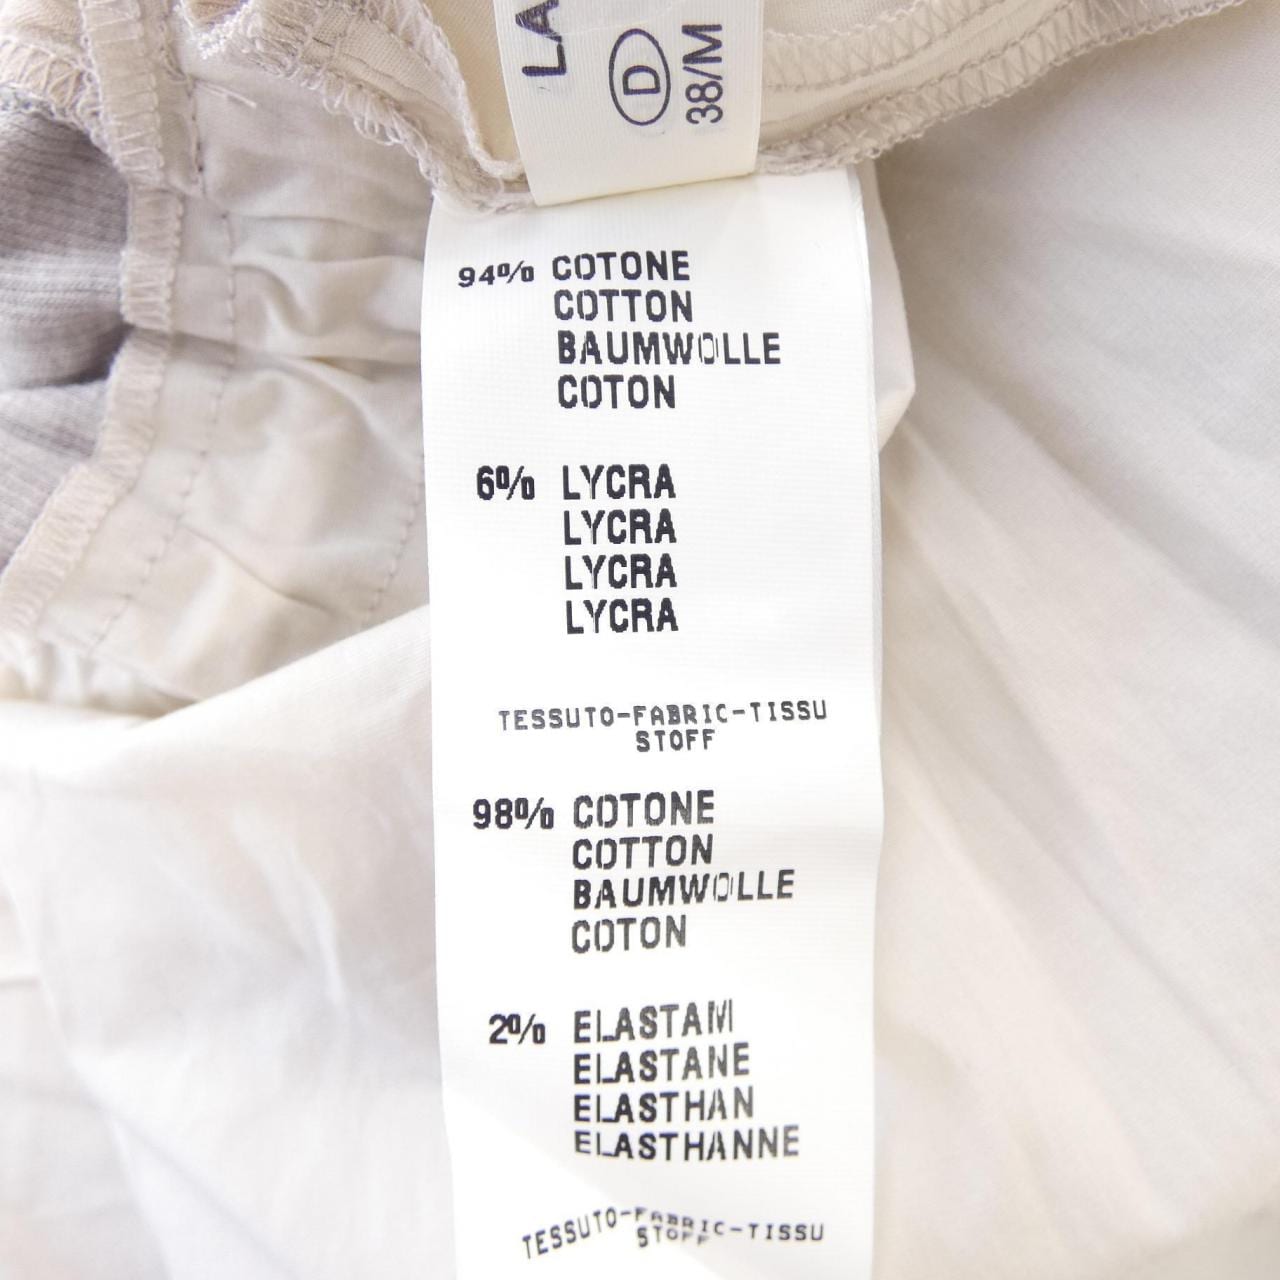 LA
D
38/M
94% COTONE
COTTON
BAUMWOLLE
COTON
6% LYCRA
LYCRA
LYCRA
LYCRA
TESSUTO-FABRIC-TISSU
STOFF
98% COTONE
COTTON
BAUMWOLLE
COTON
2% ELASTAM
ELASTANE
ELASTHAN
ELASTHANNE
TESSUTO-FABRIC-TISSU
STOFF